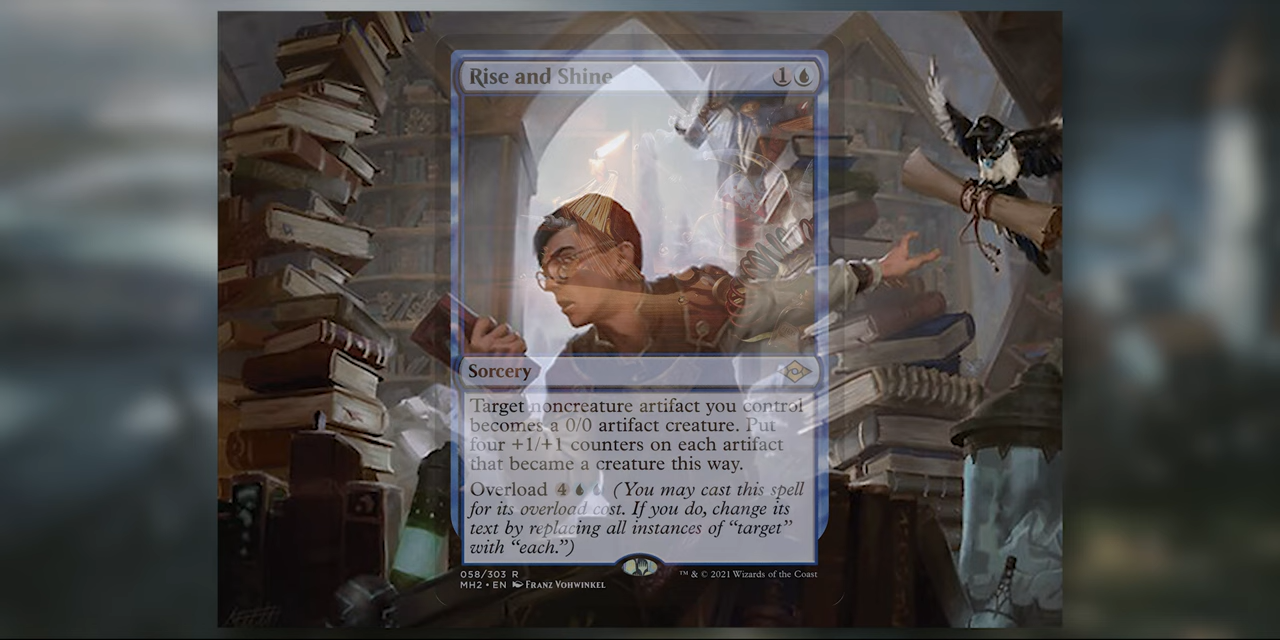 Rise and Shine 1
Sorcery
Target noncreature artifact you control
becomes a 0/0 artifact creature. Put
four +1/+1 counters on each artifact
that became a creature this way.
Overload 4 (You may cast this spell
for its overload cost. If you do, change its
text by replacing all instances of “target”
with “each.”)
058/303 R
MH2 • EN Franz Vohwinkel
™ & © 2021 Wizards of the Coast